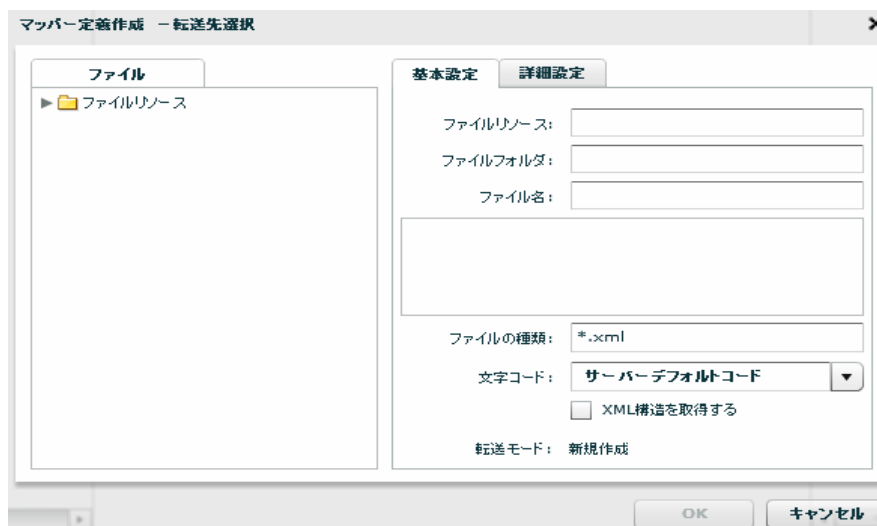 マッパー定義作成 －転送先選択
ファイル
ファイルリソース
基本設定
詳細設定
ファイルリソース:
ファイルフォルダ:
ファイル名:
ファイルの種類: *.xml
文字コード: サーバーデフォルトコード
XML構造を取得する
転送モード: 新規作成
OK
キャンセル